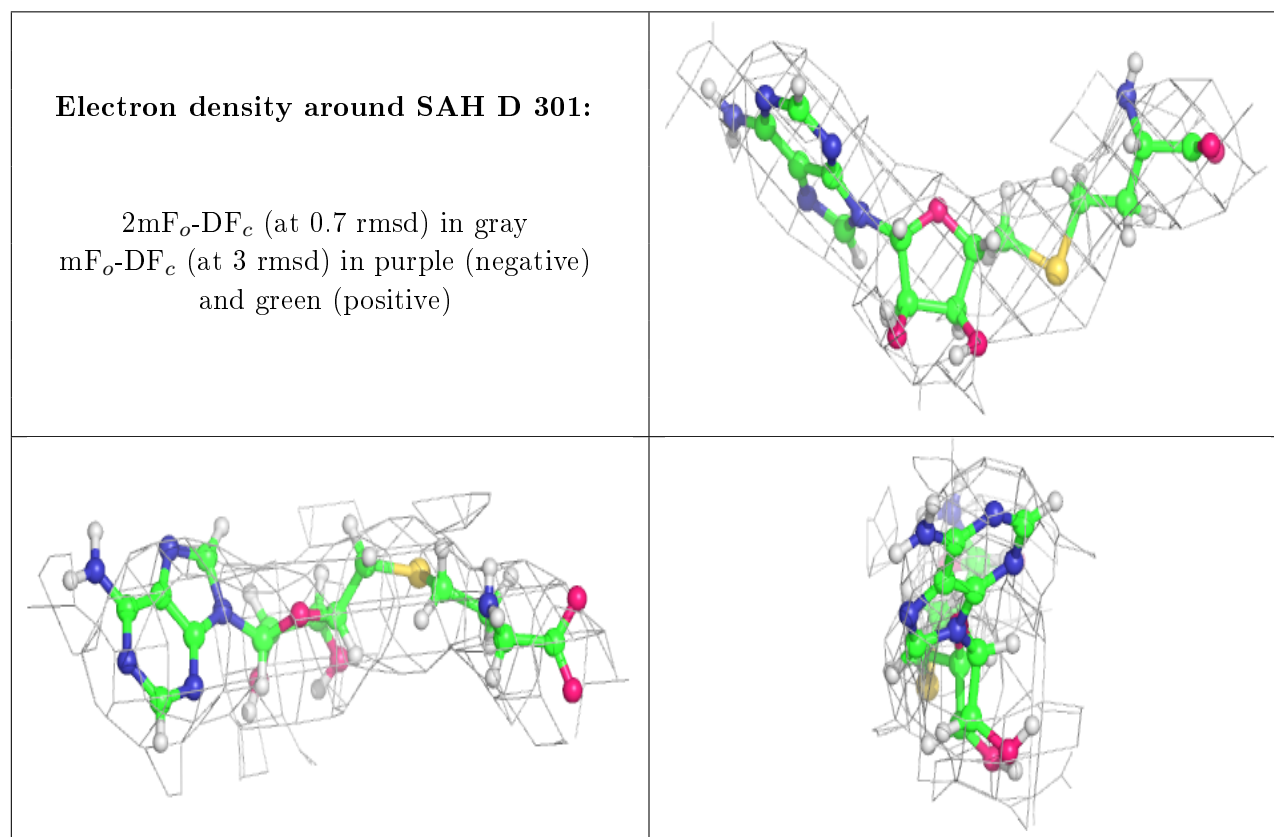 Electron density around SAH D 301:
2mFₒ-DF𝒸 (at 0.7 rmsd) in gray
mFₒ-DF𝒸 (at 3 rmsd) in purple (negative)
and green (positive)